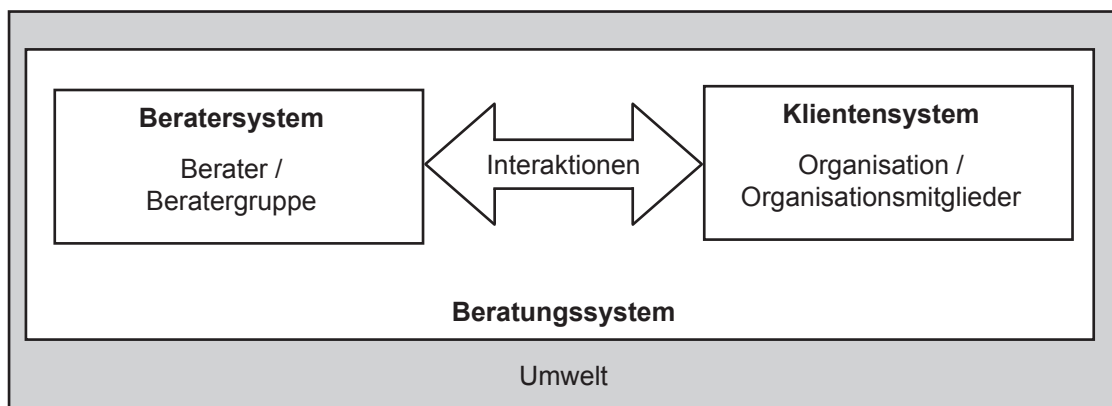 Beratersystem
Berater /
Beratergruppe
Interaktionen
Klientensystem
Organisation /
Organisationsmitglieder
Beratungssystem
Umwelt